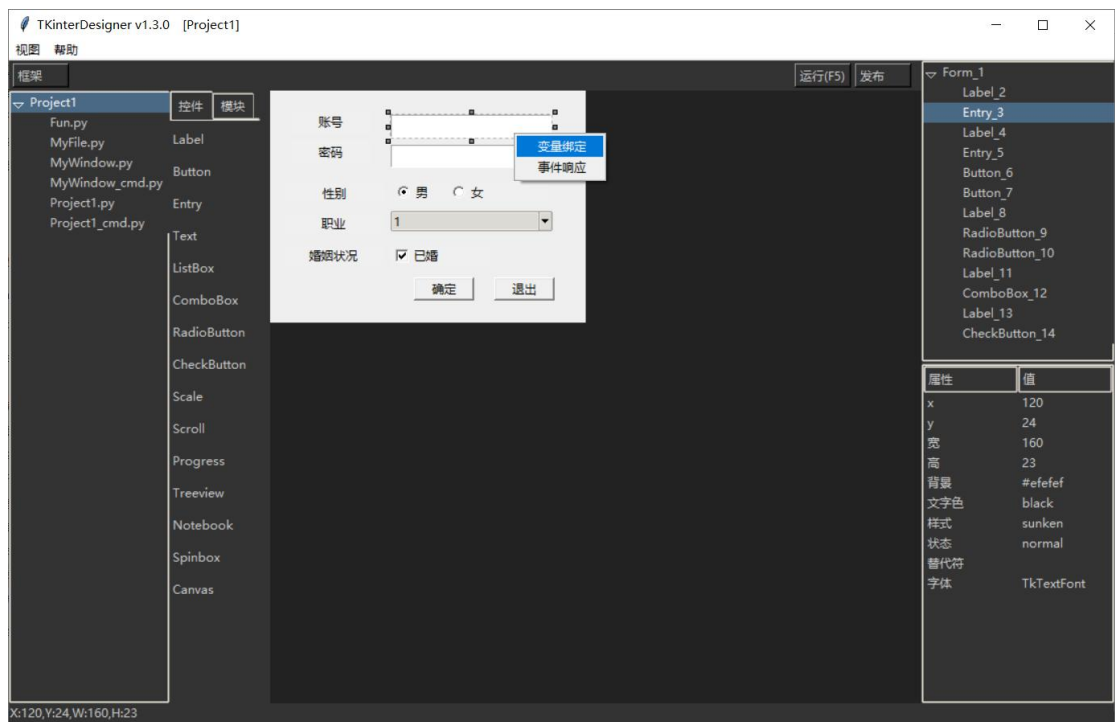 TKinterDesigner v1.3.0 [Project1]
视图 帮助
框架
运行(F5) 发布
Project1
Fun.py
MyFile.py
MyWindow.py
MyWindow_cmd.py
Project1.py
Project1_cmd.py
控件 模块
Label
Button
Entry
Text
ListBox
ComboBox
RadioButton
CheckButton
Scale
Scroll
Progress
Treeview
Notebook
Spinbox
Canvas
账号
密码
变量绑定
事件响应
性别 男 女
职业 1
婚姻状况 已婚
确定 退出
Form_1
Label_2
Entry_3
Label_4
Entry_5
Button_6
Button_7
Label_8
RadioButton_9
RadioButton_10
Label_11
ComboBox_12
Label_13
CheckButton_14
属性 值
x 120
y 24
宽 160
高 23
背景 #efefef
文字色 black
样式 sunken
状态 normal
替代符
字体 TkTextFont
X:120,Y:24,W:160,H:23